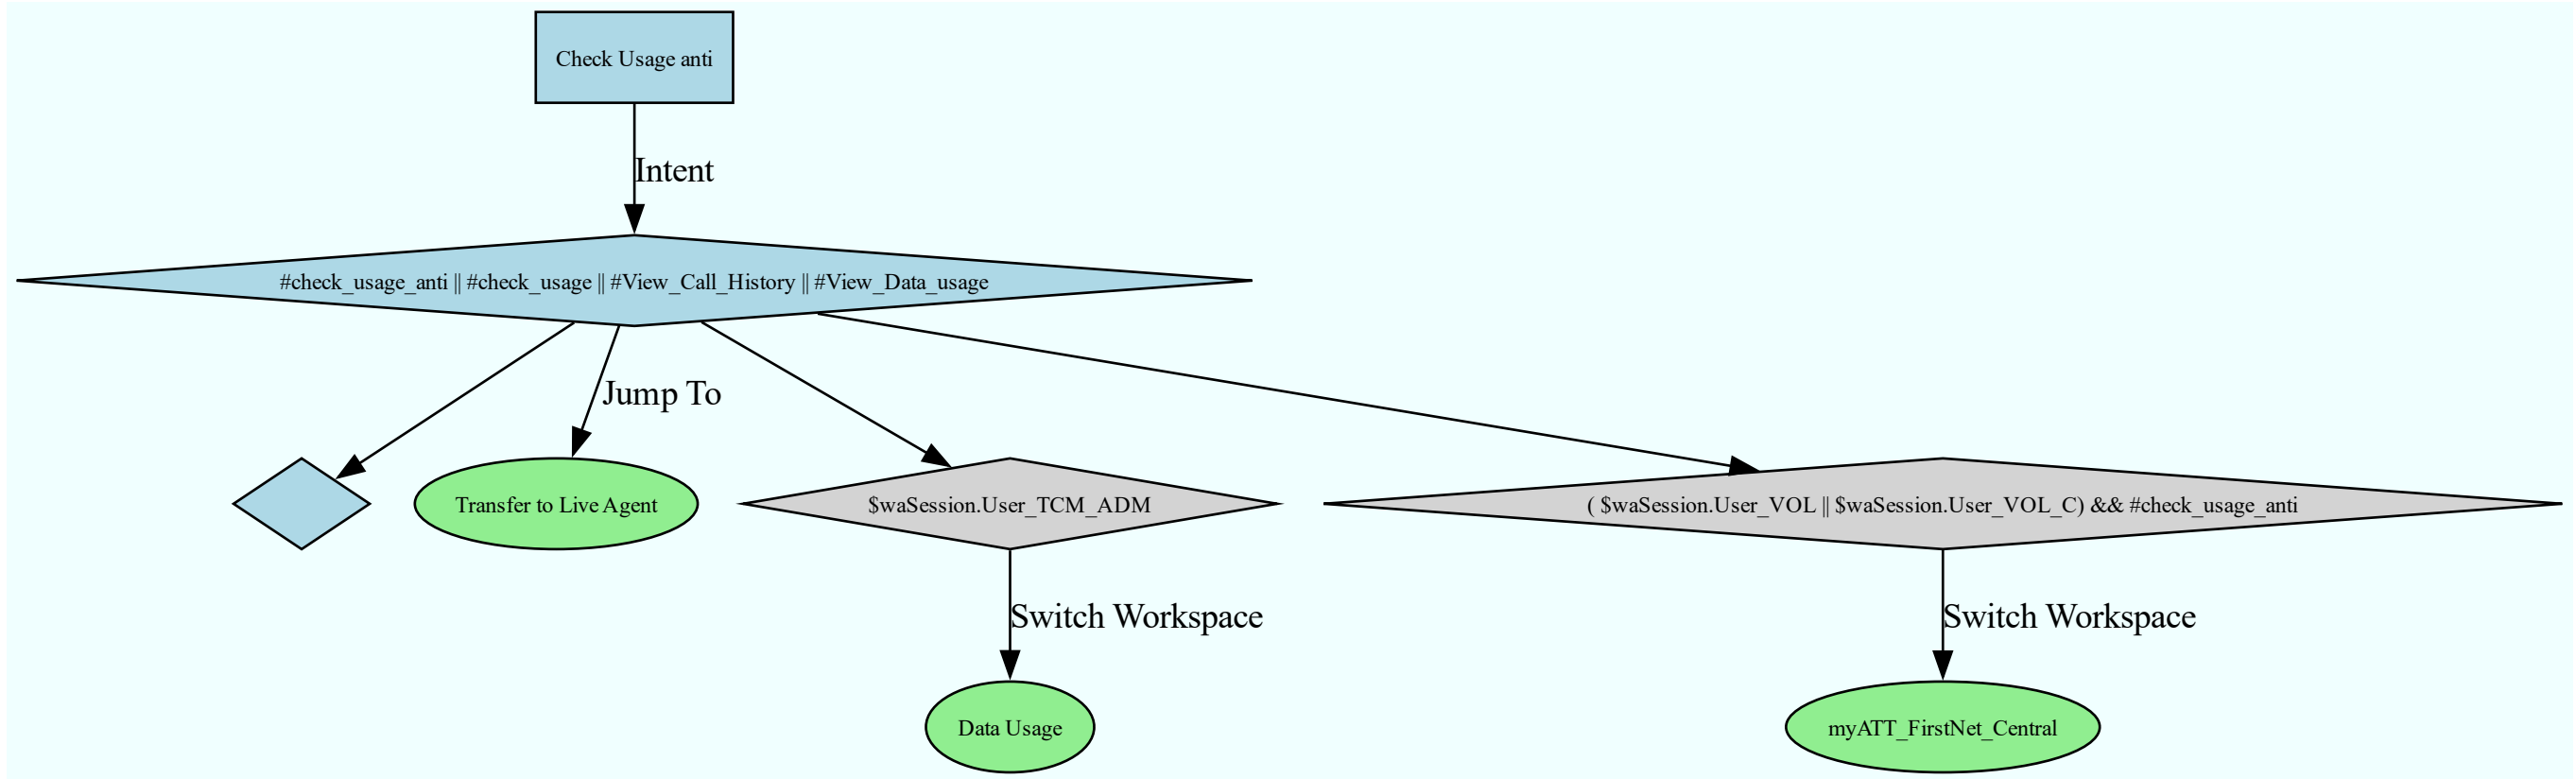 Check Usage anti
Intent
#check_usage_anti || #check_usage || #View_Call_History || #View_Data_usage
Jump To
Transfer to Live Agent
$waSession.User_TCM_ADM
( $waSession.User_VOL || $waSession.User_VOL_C) && #check_usage_anti
Switch Workspace
Switch Workspace
Data Usage
myATT_FirstNet_Central